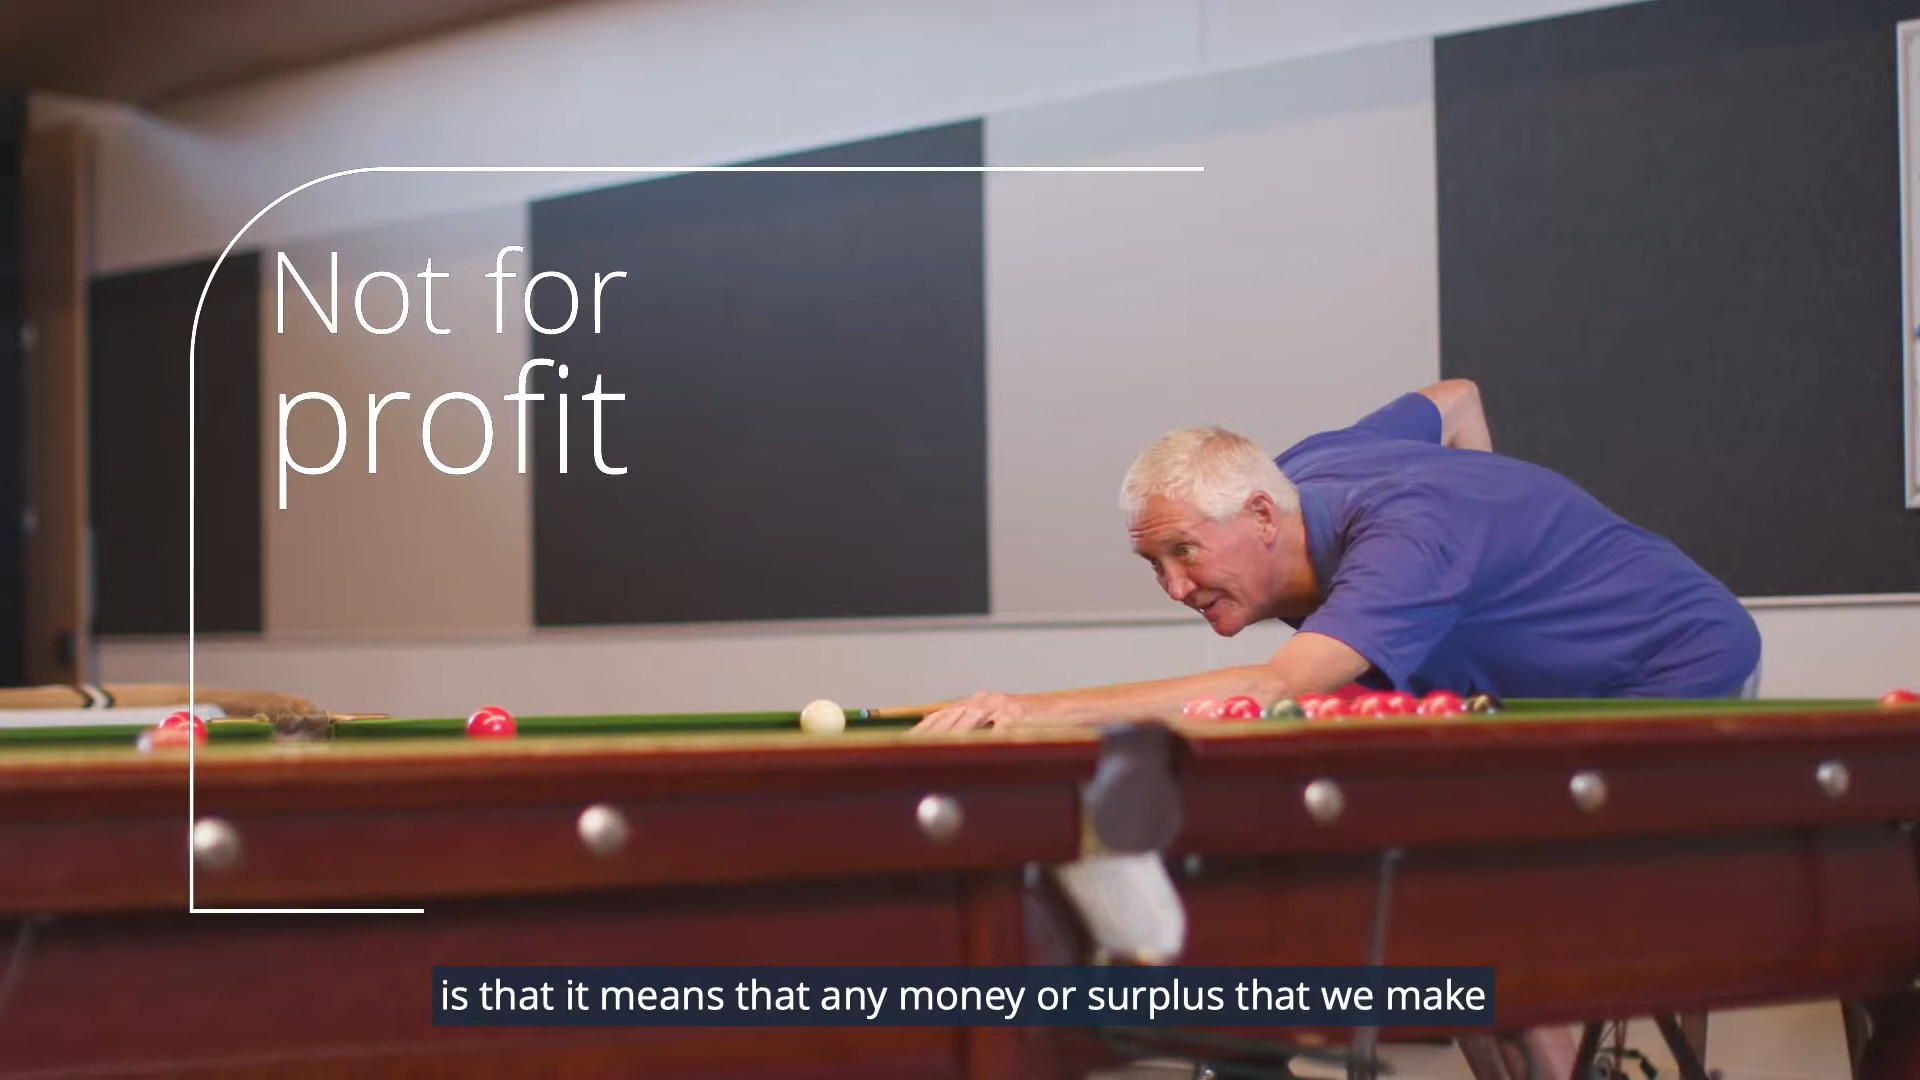 Not for
profit
is that it means that any money or surplus that we make